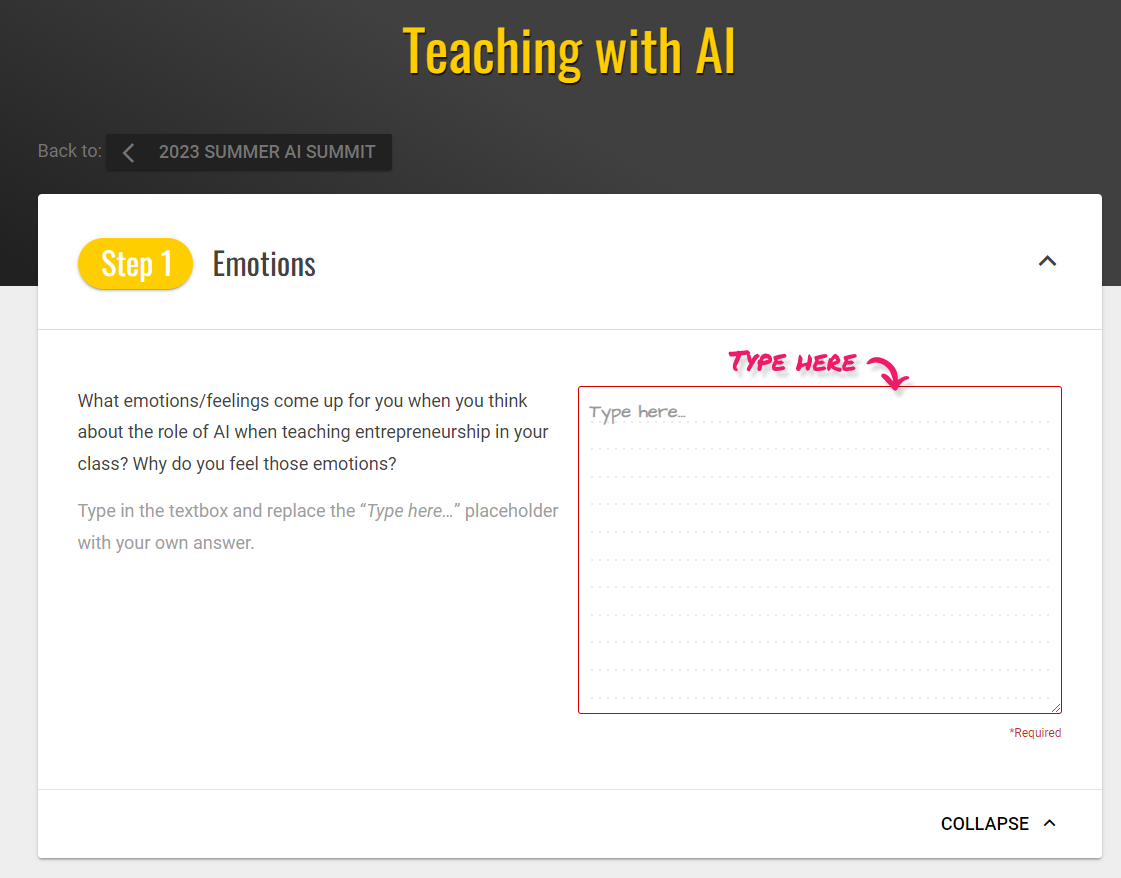 Teaching with AI
Back to: 2023 SUMMER AI SUMMIT
Step 1 Emotions
TYPE HERE
What emotions/feelings come up for you when you think
about the role of AI when teaching entrepreneurship in your
class? Why do you feel those emotions?
Type in the textbox and replace the “Type here…” placeholder
with your own answer.
Type here…
*Required
COLLAPSE